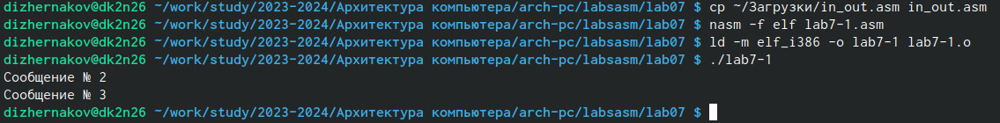 dizhernakov@dk2n26 ~/work/study/2023-2024/Архитектура компьютера/arch-pc/labsasm/lab07 $ cp ~/Загрузки/in_out.asm in_out.asm
dizhernakov@dk2n26 ~/work/study/2023-2024/Архитектура компьютера/arch-pc/labsasm/lab07 $ nasm -f elf lab7-1.asm
dizhernakov@dk2n26 ~/work/study/2023-2024/Архитектура компьютера/arch-pc/labsasm/lab07 $ ld -m elf_i386 -o lab7-1 lab7-1.o
dizhernakov@dk2n26 ~/work/study/2023-2024/Архитектура компьютера/arch-pc/labsasm/lab07 $ ./lab7-1
Сообщение № 2
Сообщение № 3
dizhernakov@dk2n26 ~/work/study/2023-2024/Архитектура компьютера/arch-pc/labsasm/lab07 $